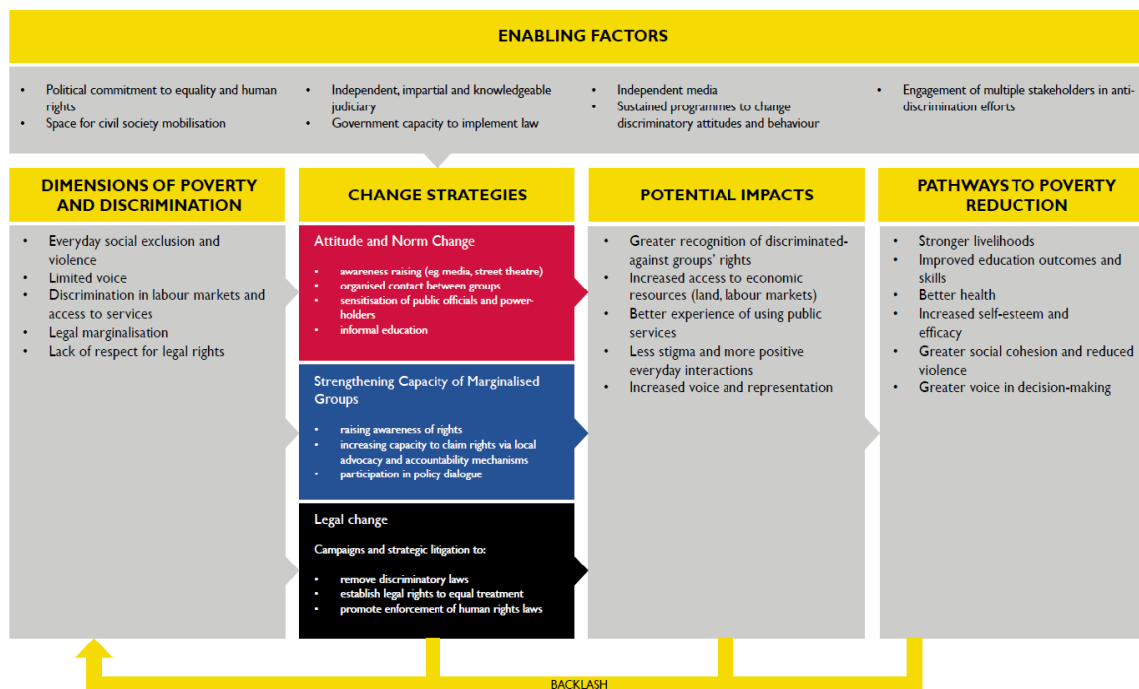 ENABLING FACTORS
• Political commitment to equality and human
rights
• Space for civil society mobilisation
• Independent, impartial and knowledgeable
judiciary
• Government capacity to implement law
• Independent media
• Sustained programmes to change
discriminatory attitudes and behaviour
• Engagement of multiple stakeholders in anti-
discrimination efforts
DIMENSIONS OF POVERTY
AND DISCRIMINATION
• Everyday social exclusion and
violence
• Limited voice
• Discrimination in labour markets and
access to services
• Legal marginalisation
• Lack of respect for legal rights
CHANGE STRATEGIES
Attitude and Norm Change
• awareness raising (eg media, street theatre)
• organised contact between groups
• sensitisation of public officials and power-
holders
• informal education
Strengthening Capacity of Marginalised
Groups
• raising awareness of rights
• increasing capacity to claim rights via local
advocacy and accountability mechanisms
• participation in policy dialogue
Legal change
Campaigns and strategic litigation to:
• remove discriminatory laws
• establish legal rights to equal treatment
• promote enforcement of human rights laws
POTENTIAL IMPACTS
• Greater recognition of discriminated-
against groups' rights
• Increased access to economic
resources (land, labour markets)
• Better experience of using public
services
• Less stigma and more positive
everyday interactions
• Increased voice and representation
PATHWAYS TO POVERTY
REDUCTION
• Stronger livelihoods
• Improved education outcomes and
skills
• Better health
• Increased self-esteem and
efficacy
• Greater social cohesion and reduced
violence
• Greater voice in decision-making
BACKLASH